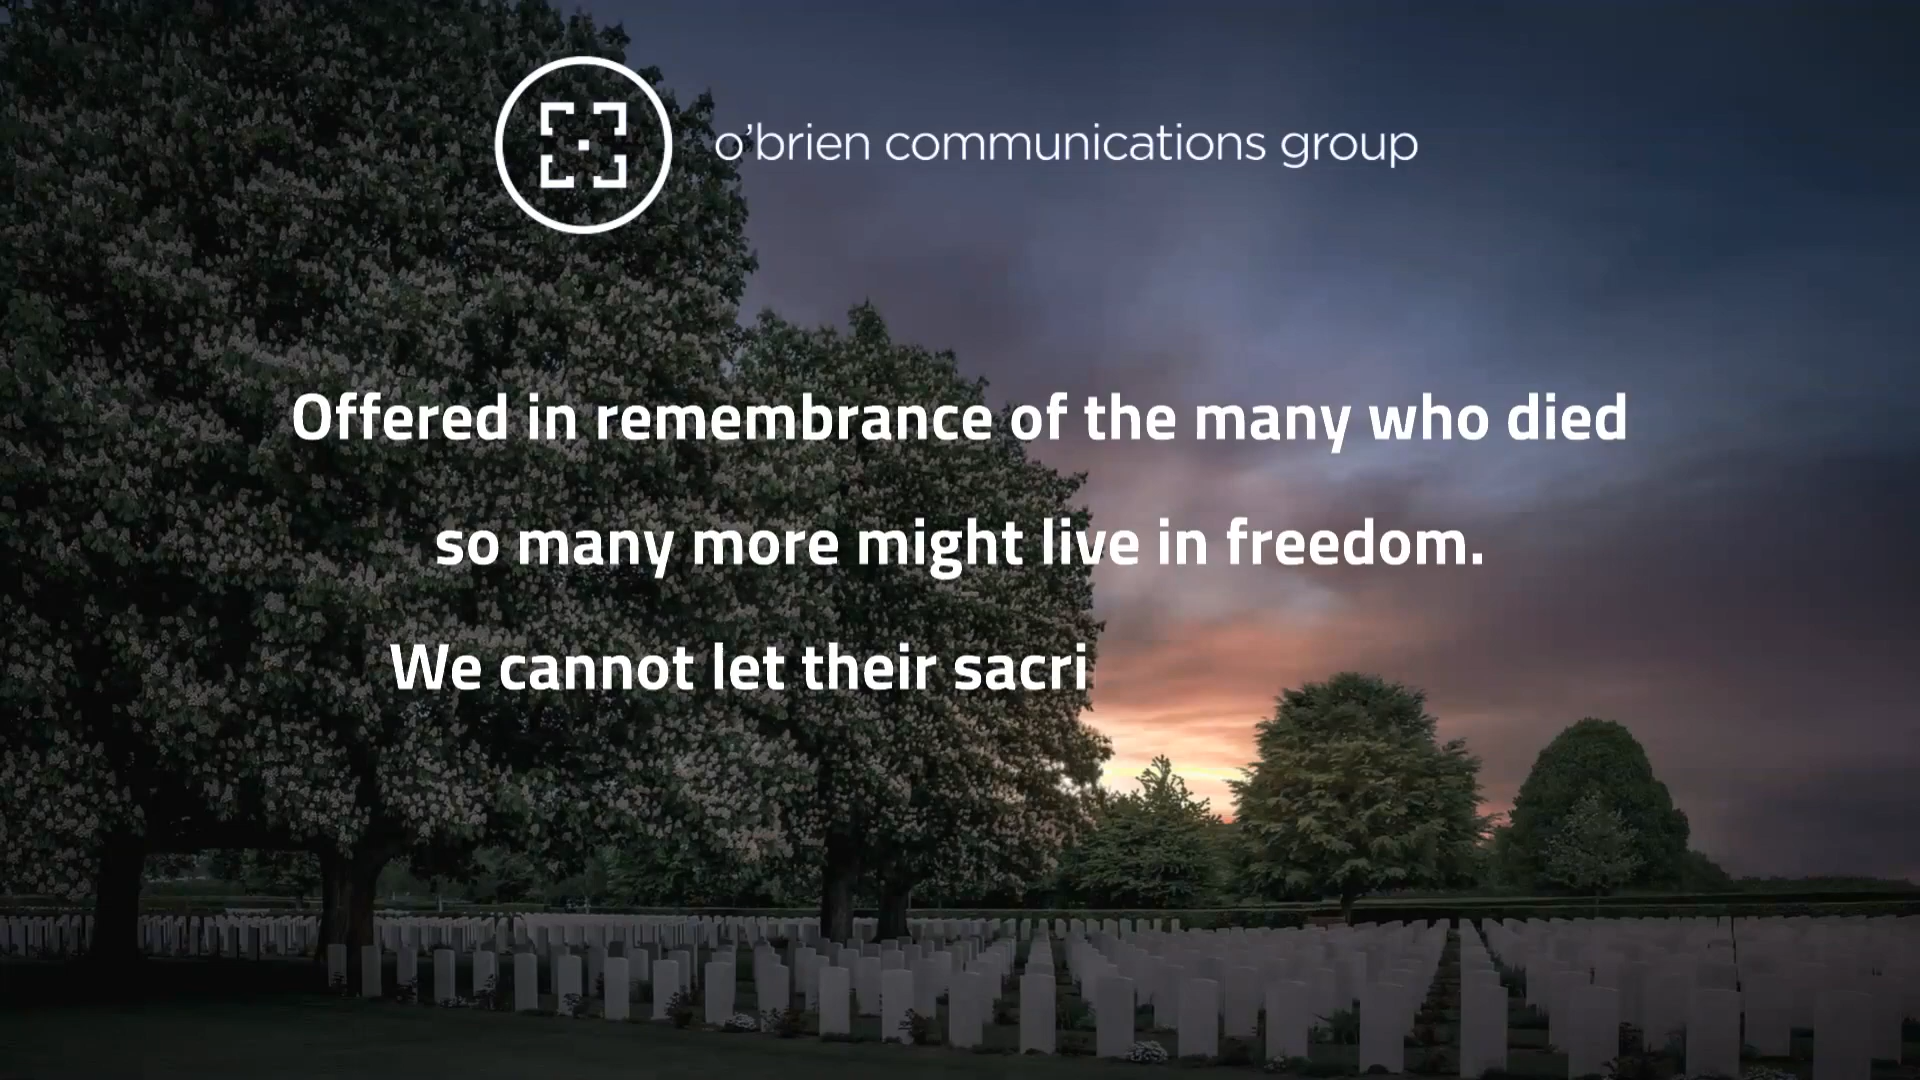 o'brien communications group
Offered in remembrance of the many who died
so many more might live in freedom.
We cannot let their sacri